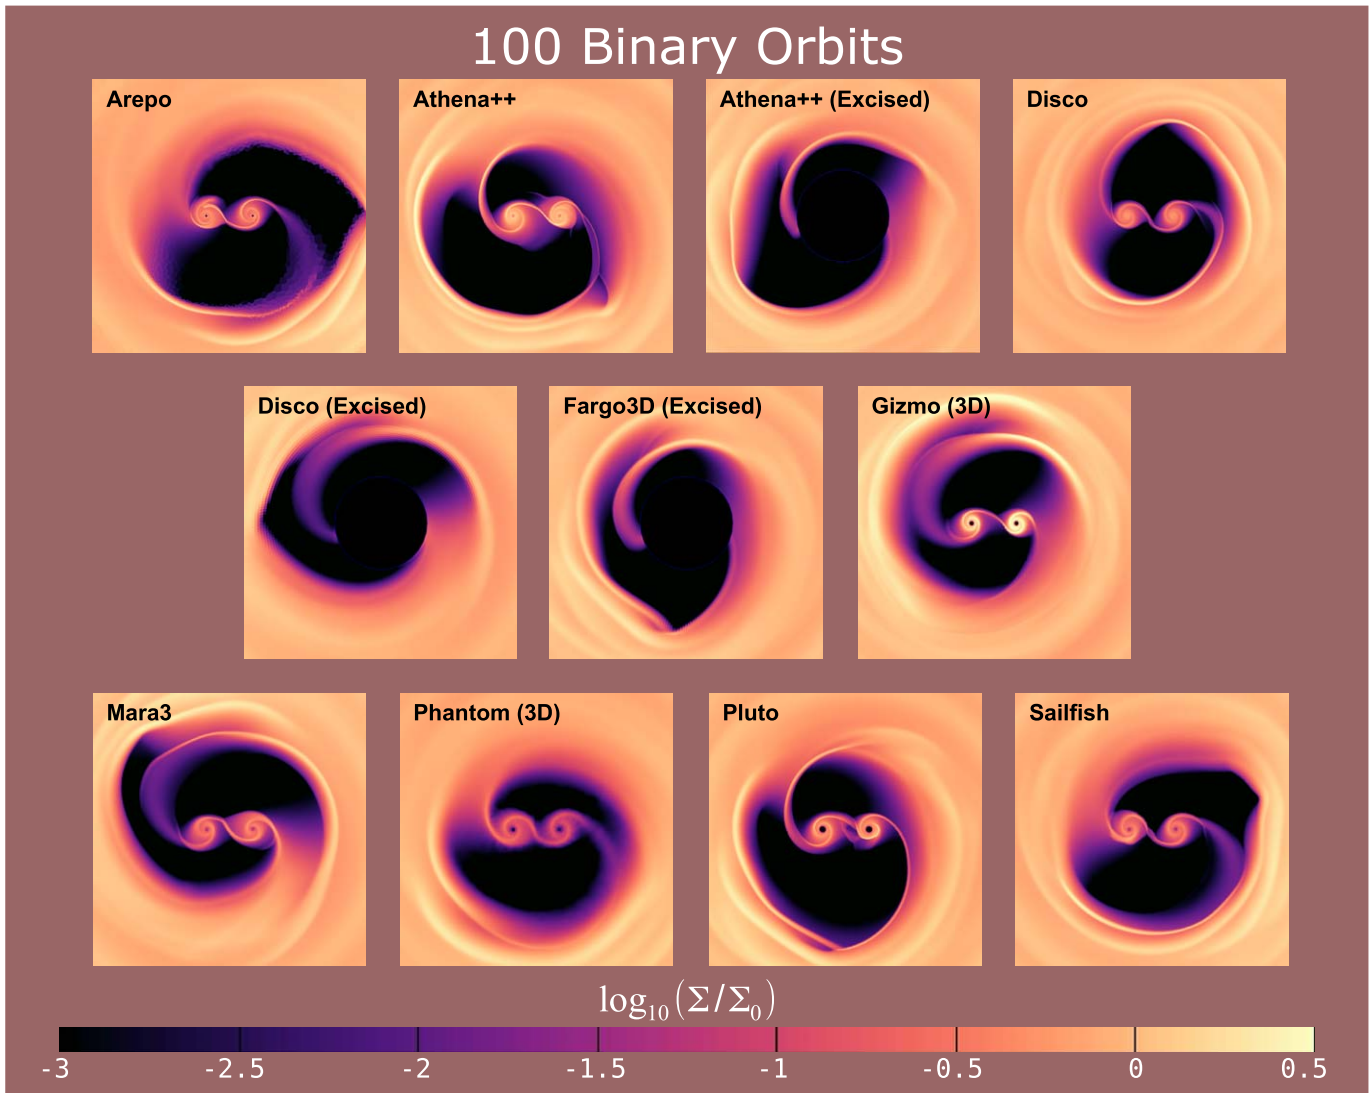 100 Binary Orbits
Arepo
Athena++
Athena++ (Excised)
Disco
Disco (Excised)
Fargo3D (Excised)
Gizmo (3D)
Mara3
Phantom (3D)
Pluto
Sailfish
log₁₀(Σ/Σ₀)
-3 -2.5 -2 -1.5 -1 -0.5 0 0.5